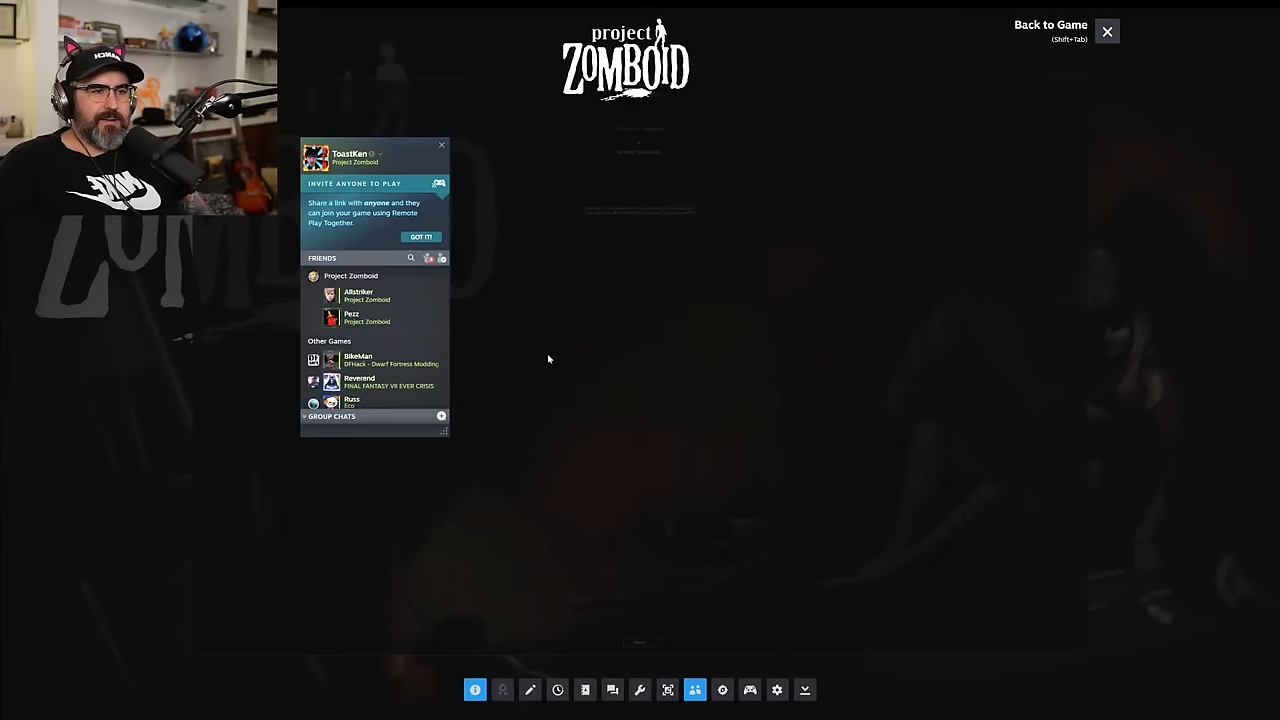 project
ZOMBOID
Back to Game
(Shift+Tab)
ToastKen
Project Zomboid
INVITE ANYONE TO PLAY
Share a link with anyone and they
can join your game using Remote
Play Together.
GOT IT!
FRIENDS
Project Zomboid
Allstriker
Project Zomboid
Pezz
Project Zomboid
Other Games
BikeMan
DFHack - Dwarf Fortress Modding
Reverend
FINAL FANTASY VII EVER CRISIS
Russ
Eco
GROUP CHATS